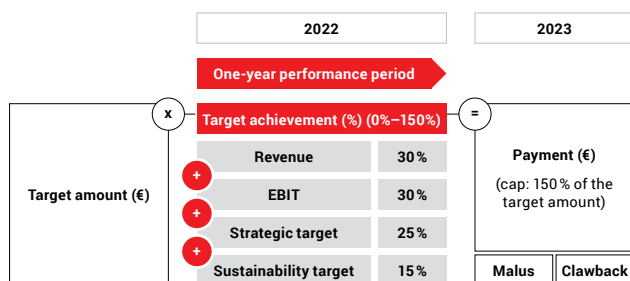 2022
2023
One-year performance period
x
Target achievement (%) (0%–150%)
=
Target amount (€)
Revenue 30%
+
EBIT 30%
+
Strategic target 25%
+
Sustainability target 15%
Payment (€)
(cap: 150% of the
target amount)
Malus
Clawback